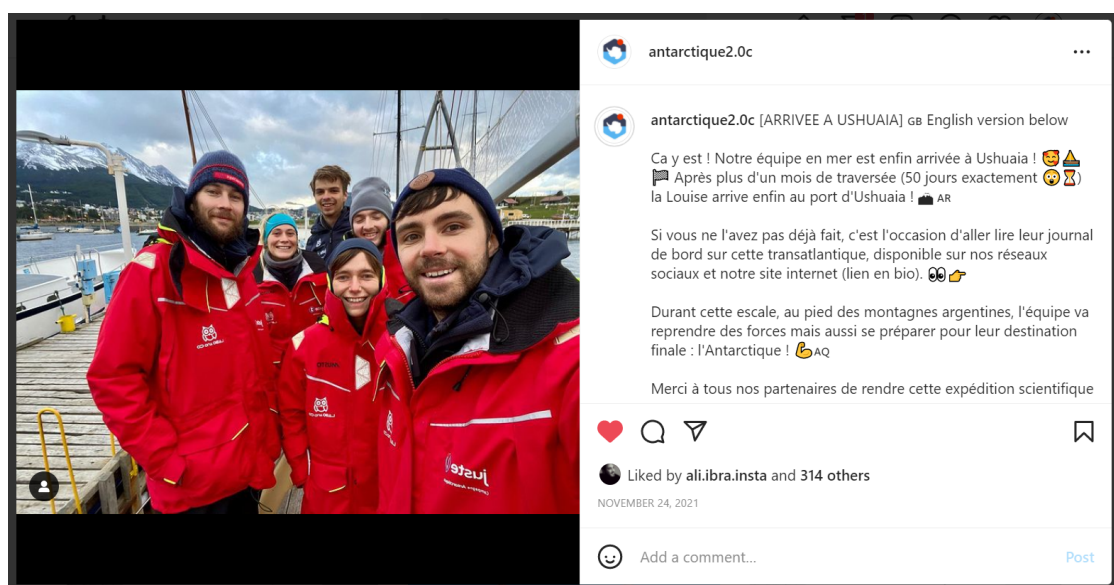 antarctique2.0c
antarctique2.0c [ARRIVEE A USHUAIA] GB English version below
Ca y est ! Notre équipe en mer est enfin arrivée à Ushuaia ! 🥰⛵
🏁 Après plus d'un mois de traversée (50 jours exactement 😮⏳)
la Louise arrive enfin au port d'Ushuaia ! AR
Si vous ne l'avez pas déjà fait, c'est l'occasion d'aller lire leur journal
de bord sur cette transatlantique, disponible sur nos réseaux
sociaux et notre site internet (lien en bio). 👀👉
Durant cette escale, au pied des montagnes argentines, l'équipe va
reprendre des forces mais aussi se préparer pour leur destination
finale : l'Antarctique ! 💪AQ
Merci à tous nos partenaires de rendre cette expédition scientifique
Liked by ali.ibra.insta and 314 others
NOVEMBER 24, 2021
Add a comment...
Post
juste